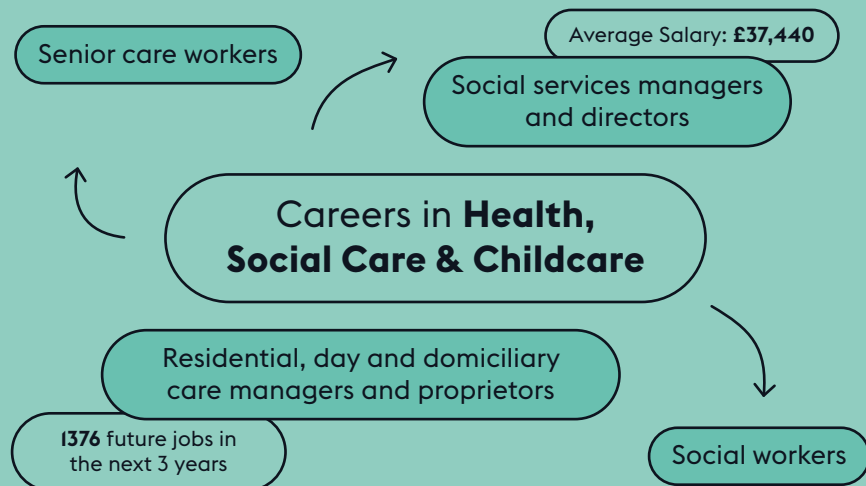 Senior care workers
Average Salary: £37,440
Social services managers
and directors
Careers in Health,
Social Care & Childcare
Residential, day and domiciliary
care managers and proprietors
1376 future jobs in
the next 3 years
Social workers